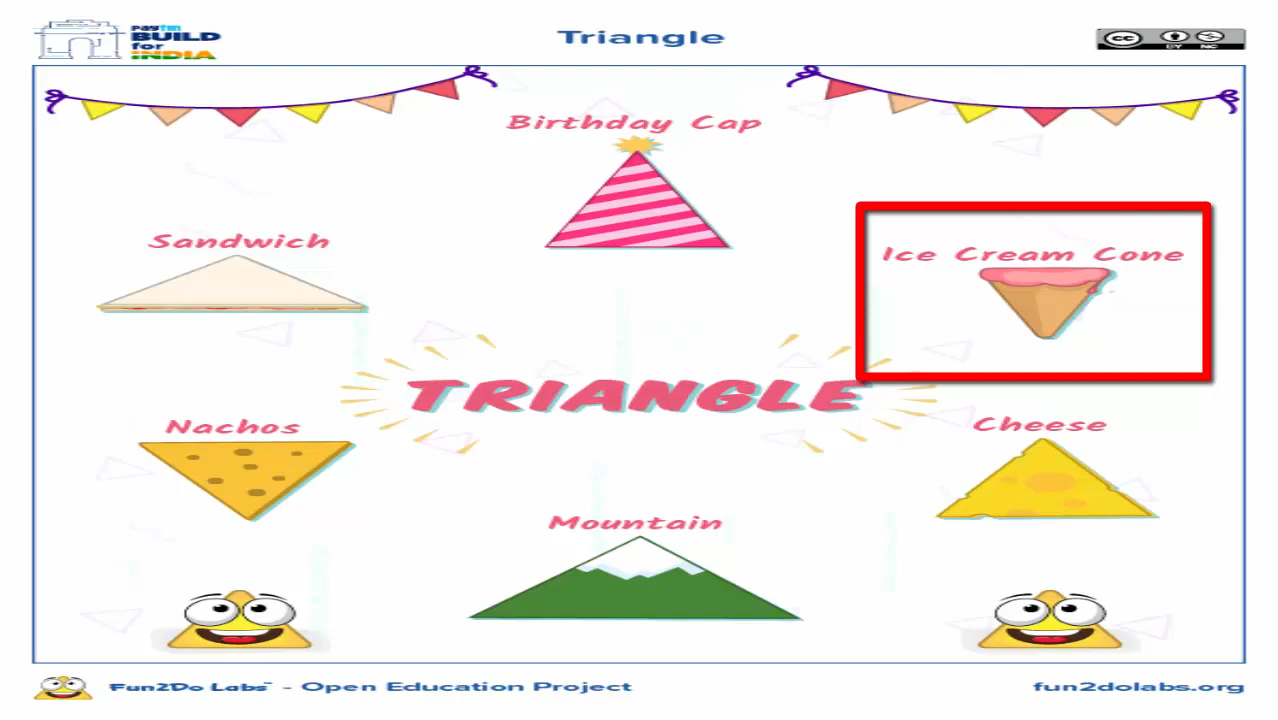 paytm
BUILD
for
INDIA
Triangle
cc
BY NC
Birthday Cap
Sandwich
Ice Cream Cone
TRIANGLE
Nachos
Cheese
Mountain
Fun2Do Labs™ - Open Education Project
fun2dolabs.org